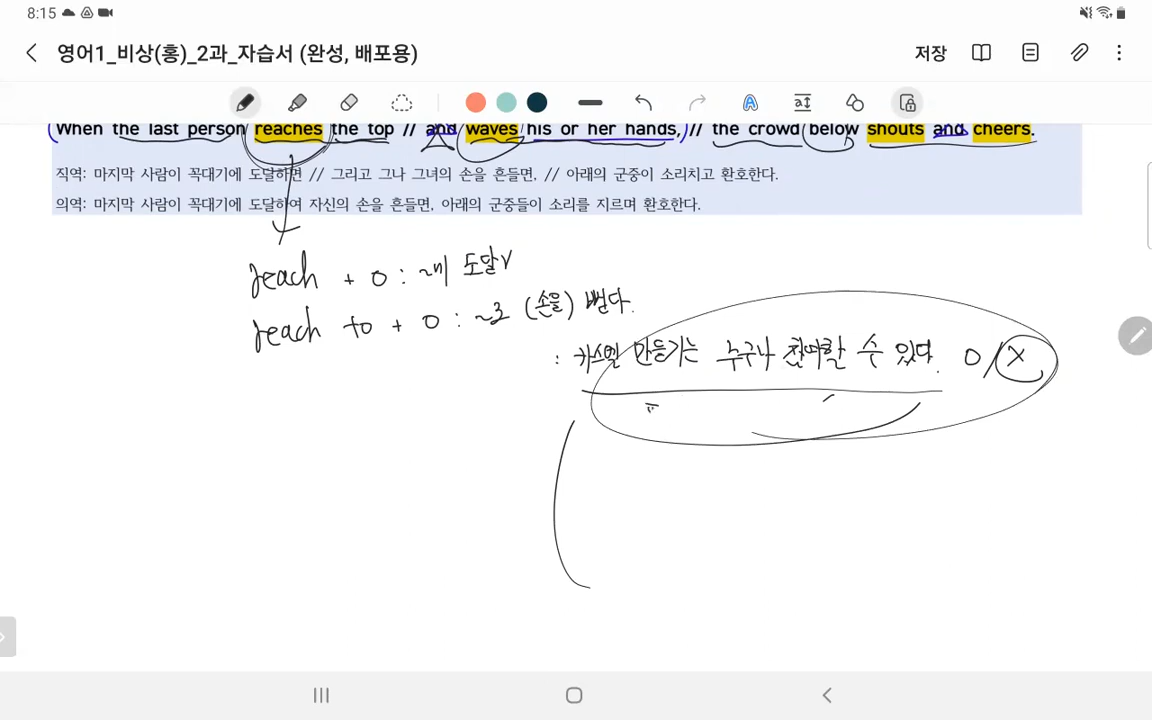 8:15
영어1_비상(홍)_2과_자습서 (완성, 배포용)
저장
When the last person reaches the top // and waves his or her hands, // the crowd below shouts and cheers.
직역: 마지막 사람이 꼭대기에 도달하면 // 그리고 그나 그녀의 손을 흔들면, // 아래의 군중이 소리치고 환호한다.
의역: 마지막 사람이 꼭대기에 도달하여 자신의 손을 흔들면, 아래의 군중들이 소리를 지르며 환호한다.
reach + O : ~에 도달V
reach to + O : ~로 (손을) 뻗다.
: 카스텔 만들기는 누구나 참여할 수 있다. O/X